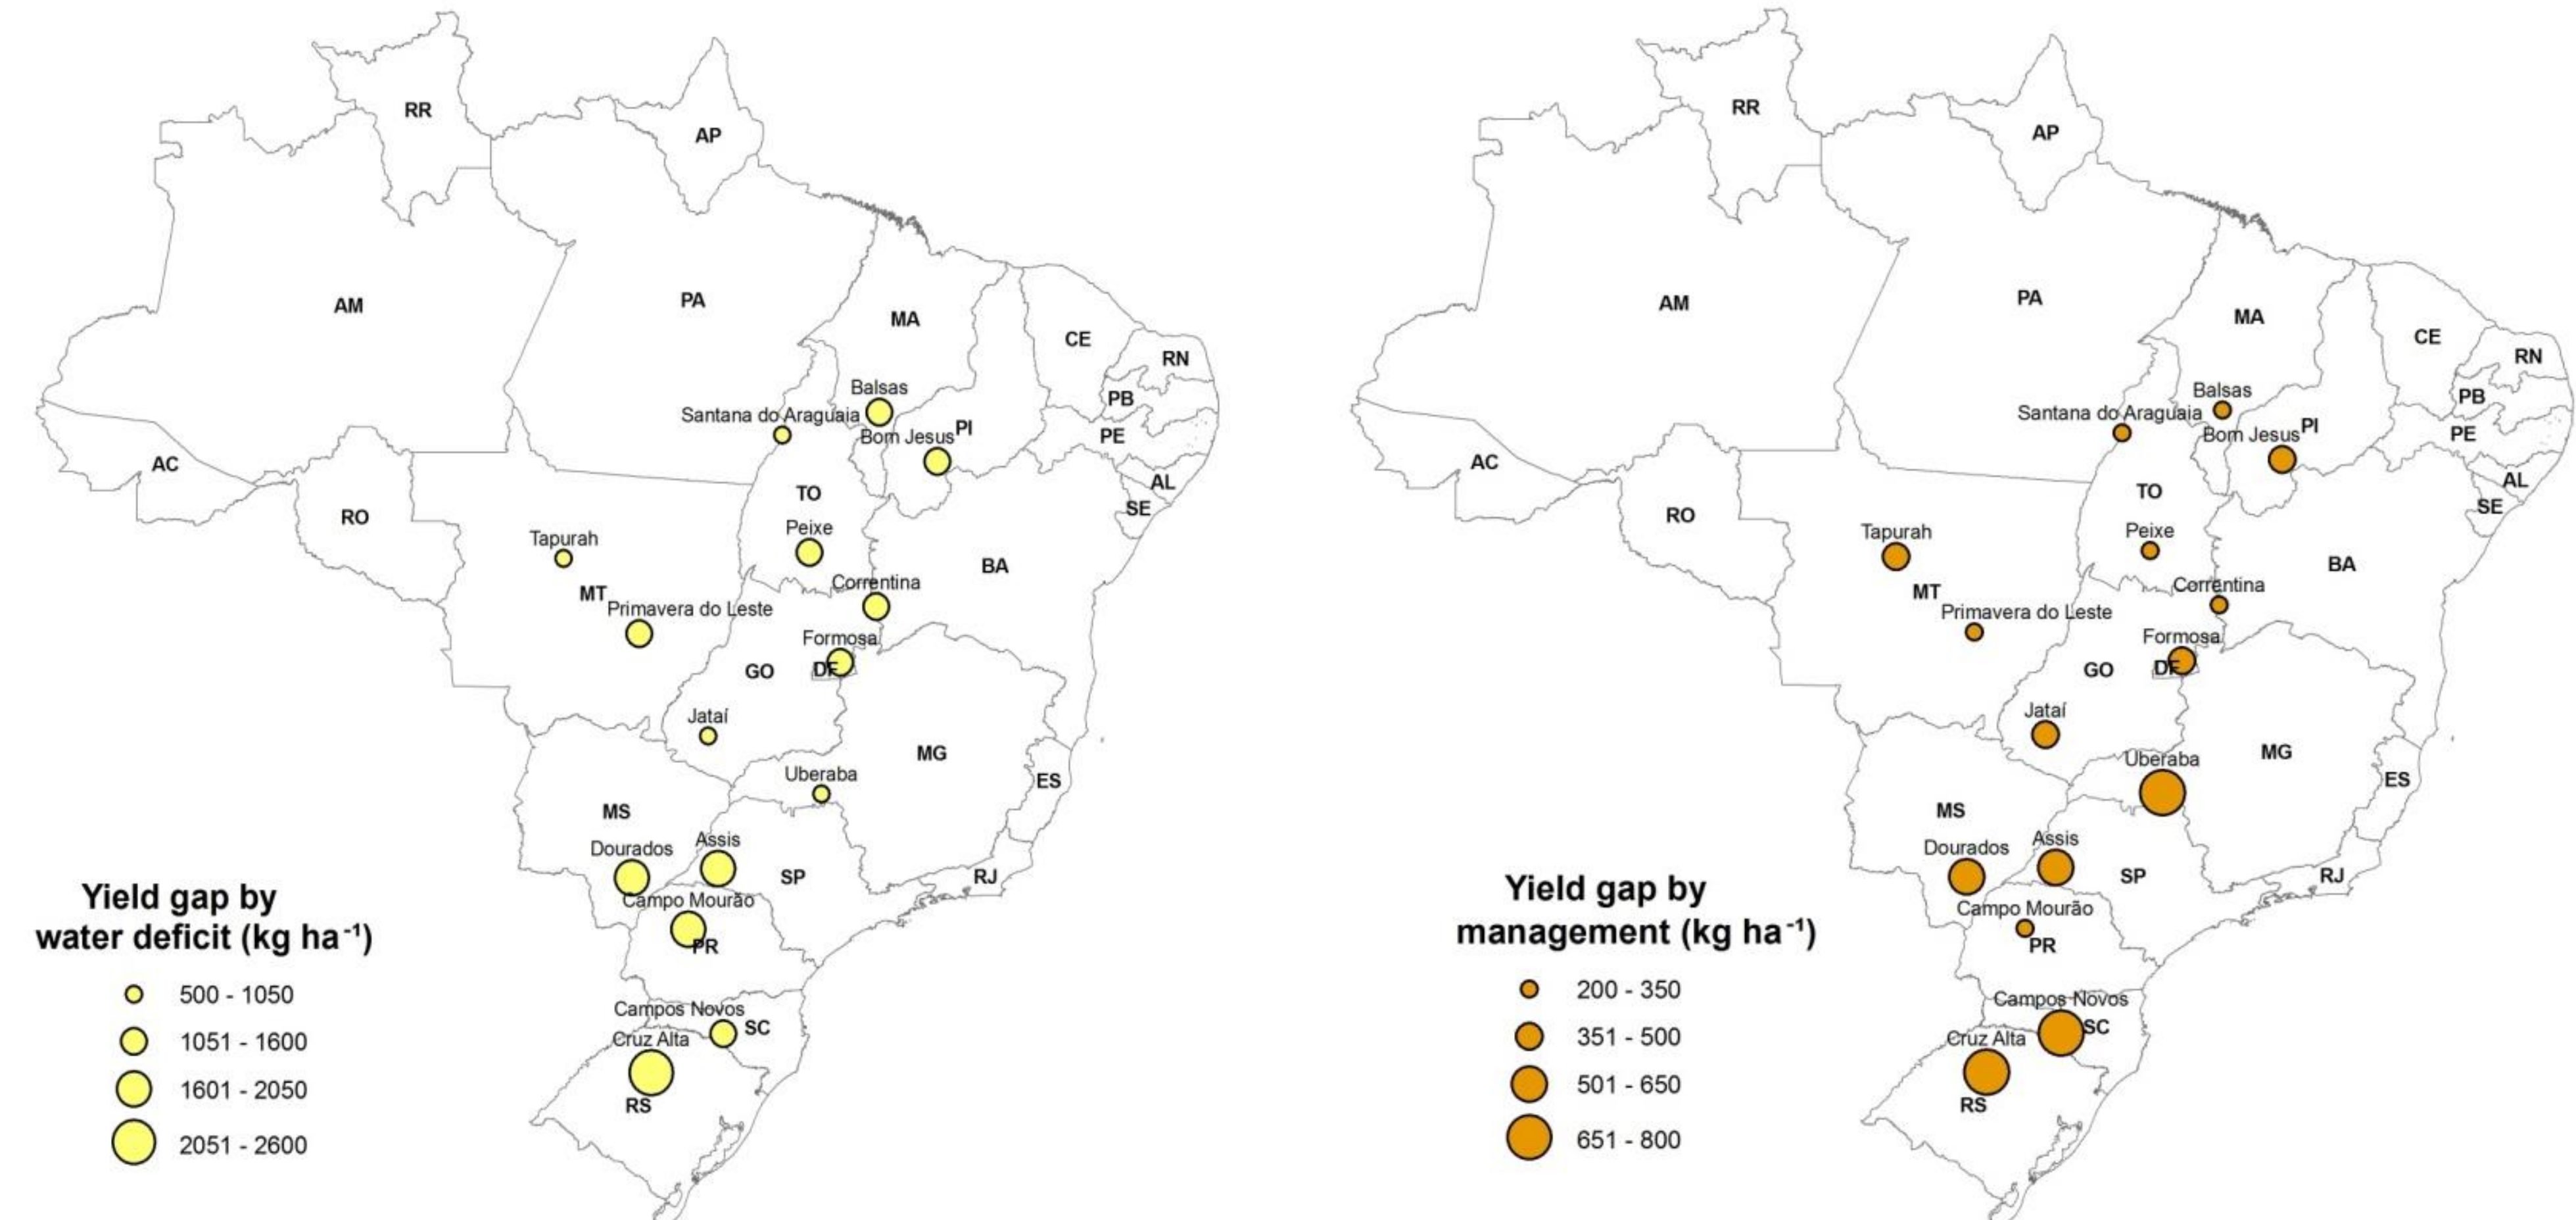 RR
AP
AM
PA
MA
CE
RN
PB
PE
AL
SE
PI
Balsas
Santana do Araguaia
Bom Jesus
AC
RO
TO
Peixe
Tapurah
MT
Primavera do Leste
Correntina
BA
Formosa
DF
GO
Jataí
MG
ES
Uberaba
MS
Dourados
Assis
SP
RJ
Campo Mourão
PR
Campos Novos
SC
Cruz Alta
RS
Yield gap by
water deficit (kg ha⁻¹)
500 - 1050
1051 - 1600
1601 - 2050
2051 - 2600
RR
AP
AM
PA
MA
CE
RN
PB
PE
AL
SE
PI
Balsas
Santana do Araguaia
Bom Jesus
AC
RO
TO
Peixe
Tapurah
MT
Primavera do Leste
Correntina
BA
Formosa
DF
GO
Jataí
MG
ES
Uberaba
MS
Dourados
Assis
SP
RJ
Campo Mourão
PR
Campos Novos
SC
Cruz Alta
RS
Yield gap by
management (kg ha⁻¹)
200 - 350
351 - 500
501 - 650
651 - 800